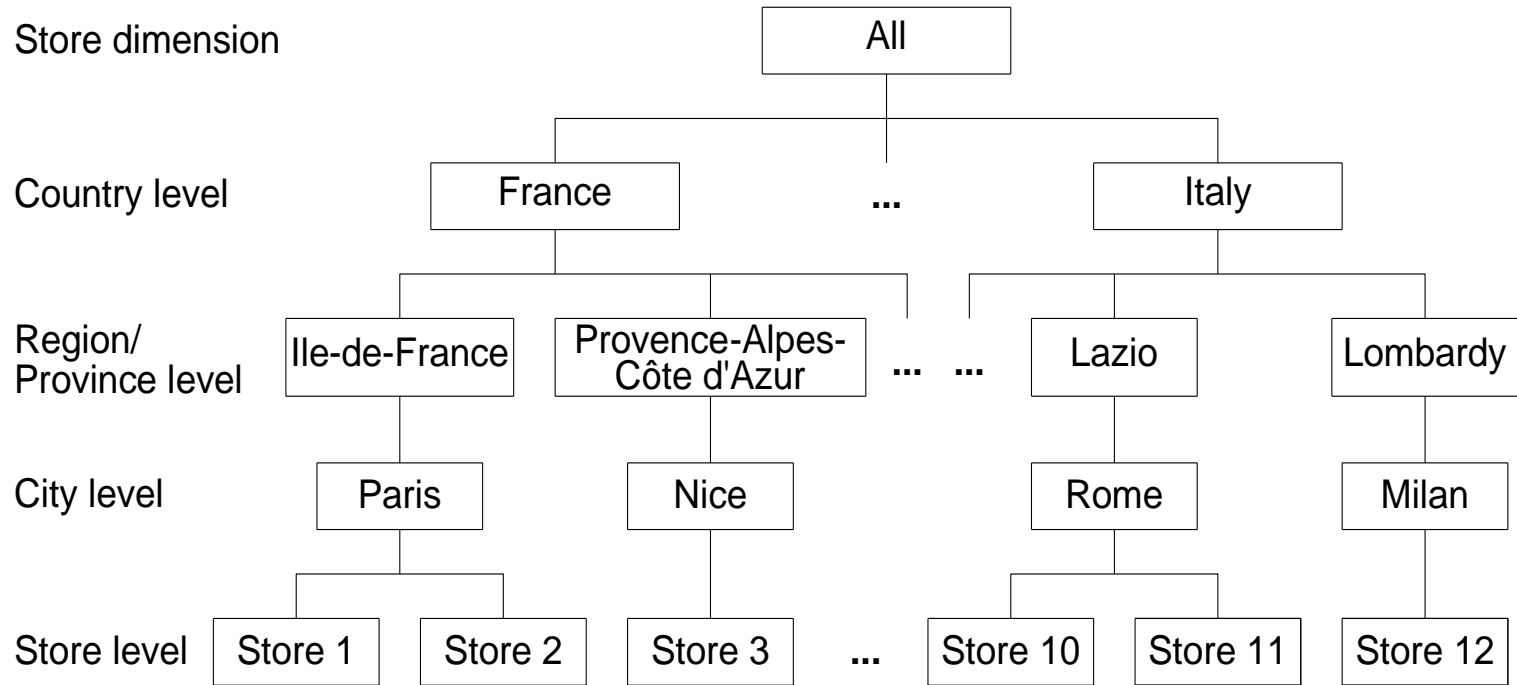 Store dimension
All
Country level
France
...
Italy
Region/
Province level
Ile-de-France
Provence-Alpes-
Côte d'Azur
...
...
Lazio
Lombardy
City level
Paris
Nice
Rome
Milan
Store level
Store 1
Store 2
Store 3
...
Store 10
Store 11
Store 12